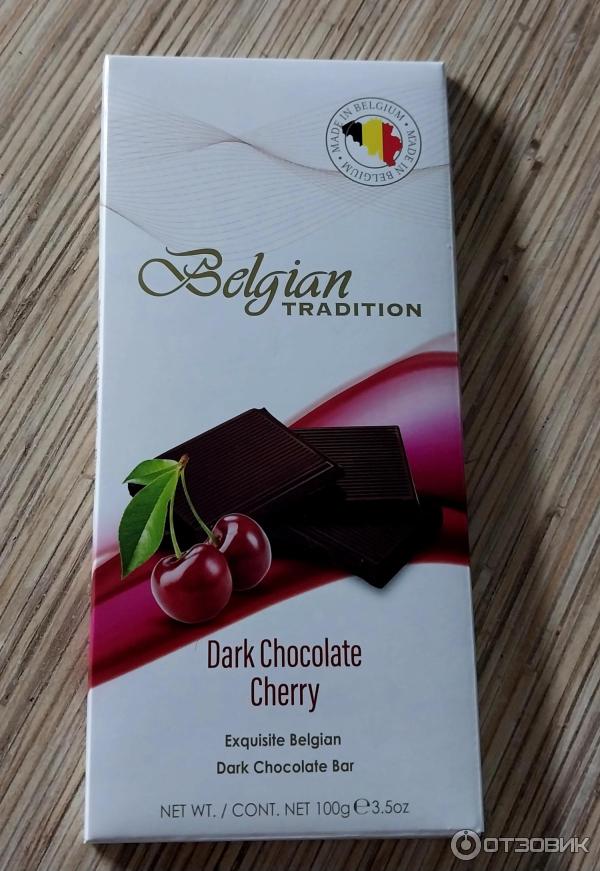 MADE IN BELGIUM • MADE IN BELGIUM •
Belgian
TRADITION
Dark Chocolate
Cherry
Exquisite Belgian
Dark Chocolate Bar
NET WT. / CONT. NET 100g ℮ 3.5oz
ОТЗОВИК